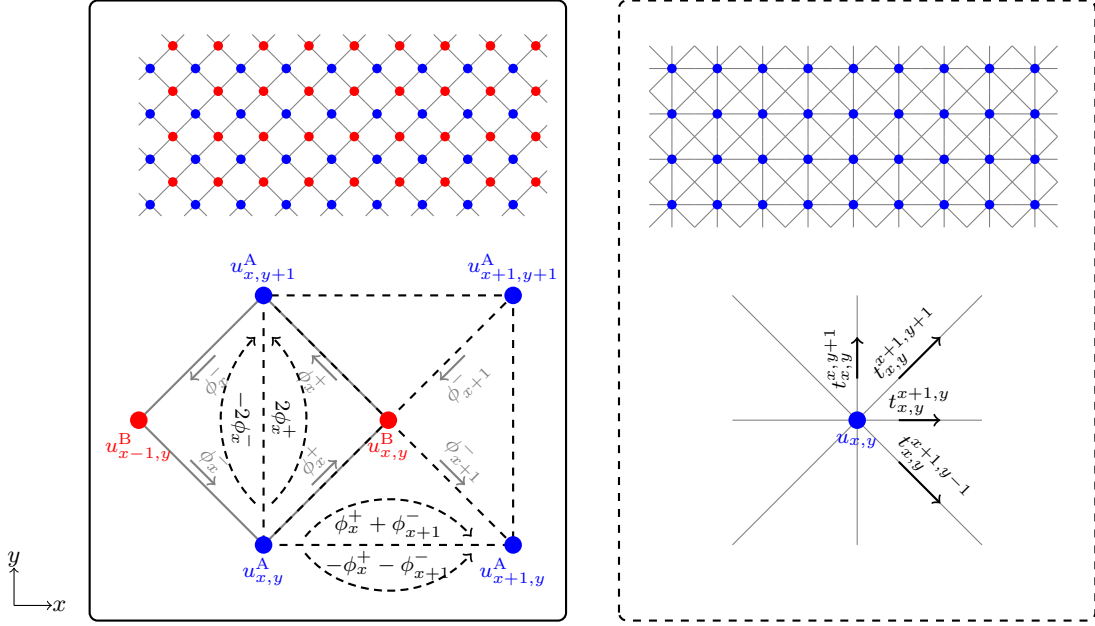 u^A_{x,y+1}
u^A_{x+1,y+1}
ϕ^-_x
ϕ^+_x
ϕ^-_{x+1}
-2ϕ^-_x
2ϕ^+_x
u^B_{x-1,y}
u^B_{x,y}
ϕ^-_x
ϕ^+_x
ϕ^-_{x+1}
ϕ^+_x + ϕ^-_{x+1}
-ϕ^+_x - ϕ^-_{x+1}
u^A_{x,y}
u^A_{x+1,y}
y
x
t^{x,y+1}_{x,y}
t^{x+1,y+1}_{x,y}
t^{x+1,y}_{x,y}
u_{x,y}
t^{x+1,y-1}_{x,y}